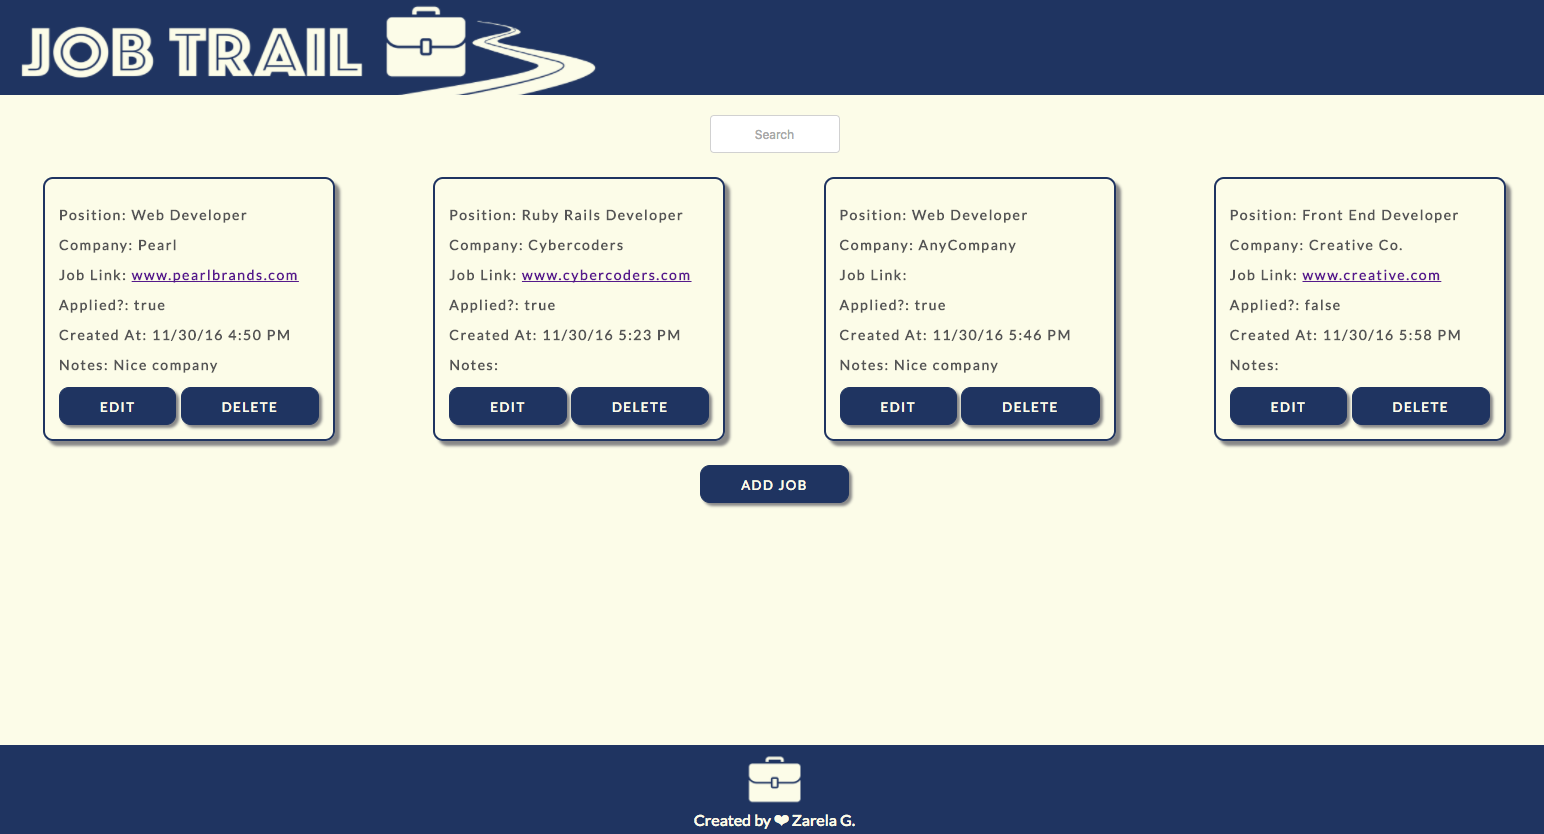 JOB TRAIL
Search
Position: Web Developer
Company: Pearl
Job Link: www.pearlbrands.com
Applied?: true
Created At: 11/30/16 4:50 PM
Notes: Nice company
EDIT DELETE
Position: Ruby Rails Developer
Company: Cybercoders
Job Link: www.cybercoders.com
Applied?: true
Created At: 11/30/16 5:23 PM
Notes:
EDIT DELETE
Position: Web Developer
Company: AnyCompany
Job Link:
Applied?: true
Created At: 11/30/16 5:46 PM
Notes: Nice company
EDIT DELETE
Position: Front End Developer
Company: Creative Co.
Job Link: www.creative.com
Applied?: false
Created At: 11/30/16 5:58 PM
Notes:
EDIT DELETE
ADD JOB
Created by ❤ Zarela G.